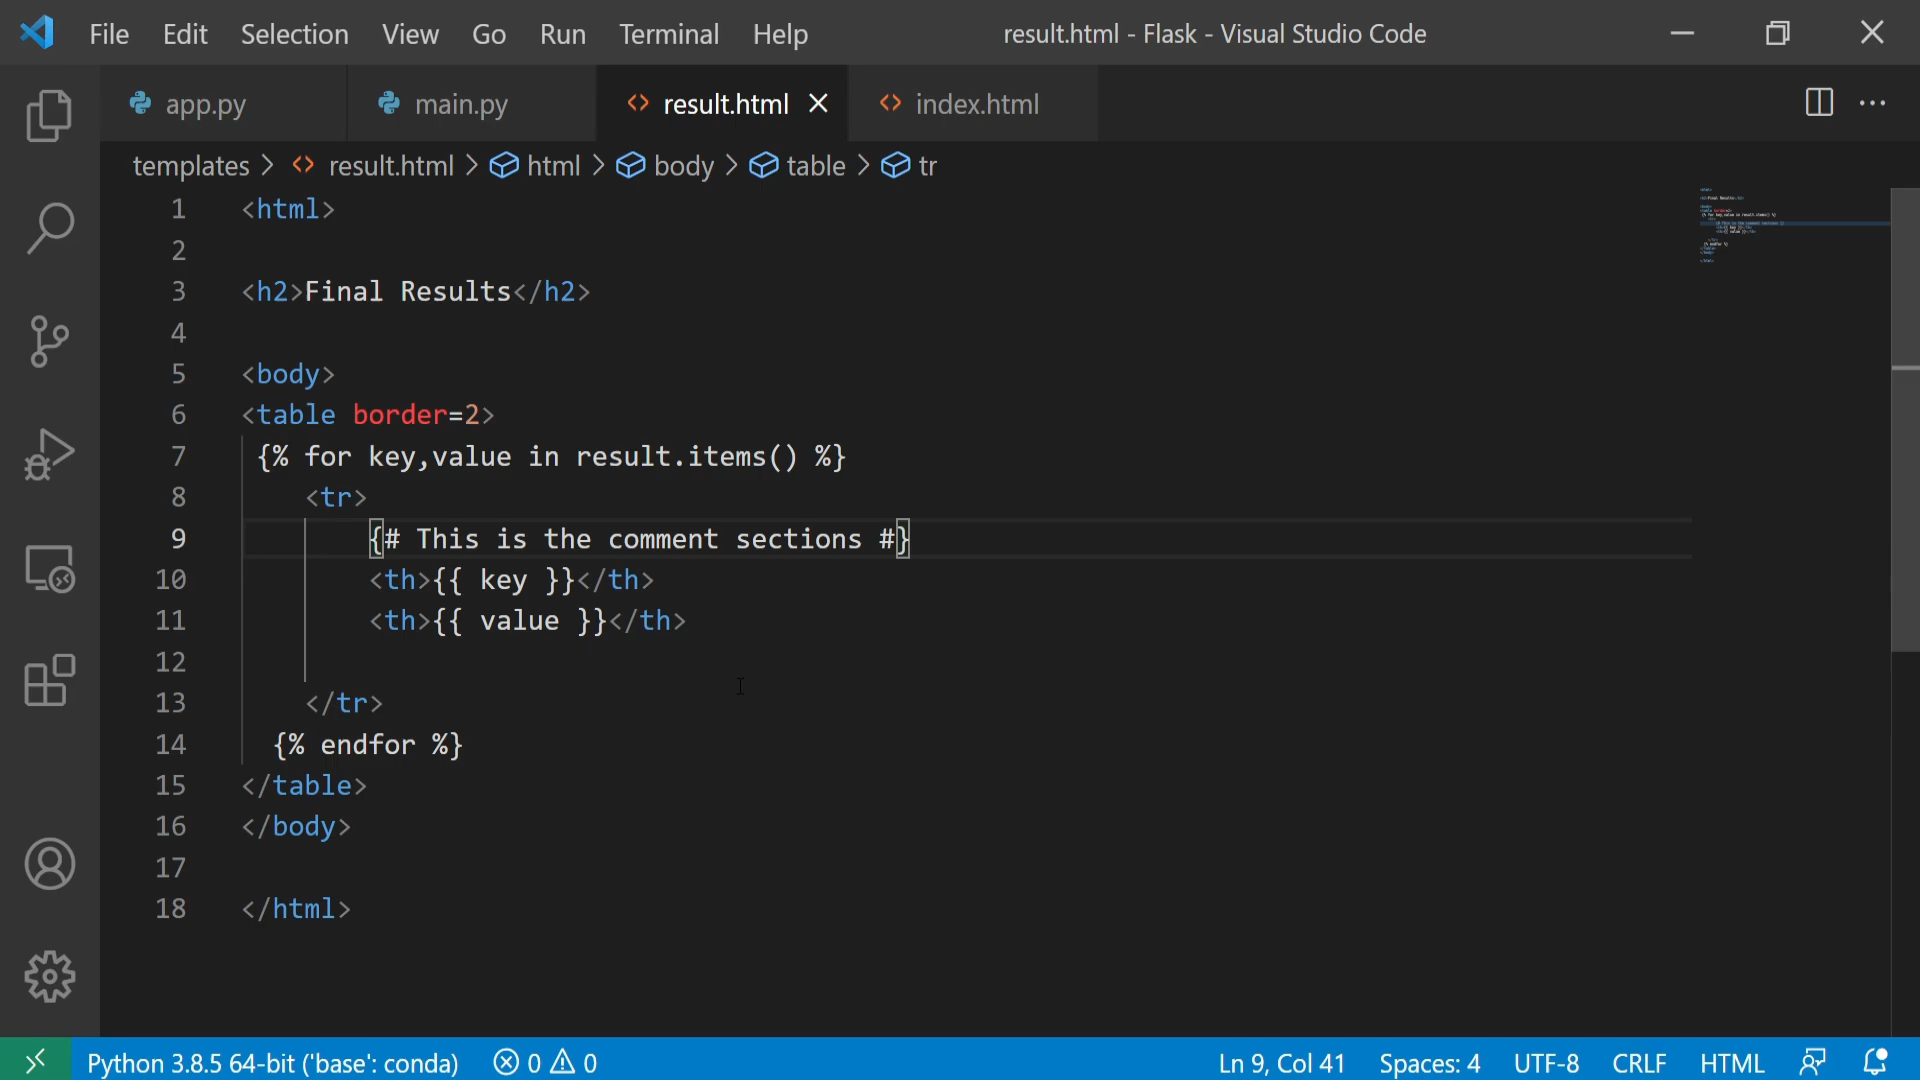 File Edit Selection View Go Run Terminal Help result.html - Flask - Visual Studio Code
app.py main.py result.html index.html
templates > result.html > html > body > table > tr
1 <html>
2
3 <h2>Final Results</h2>
4
5 <body>
6 <table border=2>
7 {% for key,value in result.items() %}
8 <tr>
9 {# This is the comment sections #}
10 <th>{{ key }}</th>
11 <th>{{ value }}</th>
12
13 </tr>
14 {% endfor %}
15 </table>
16 </body>
17
18 </html>
Python 3.8.5 64-bit ('base': conda) 0 0 Ln 9, Col 41 Spaces: 4 UTF-8 CRLF HTML